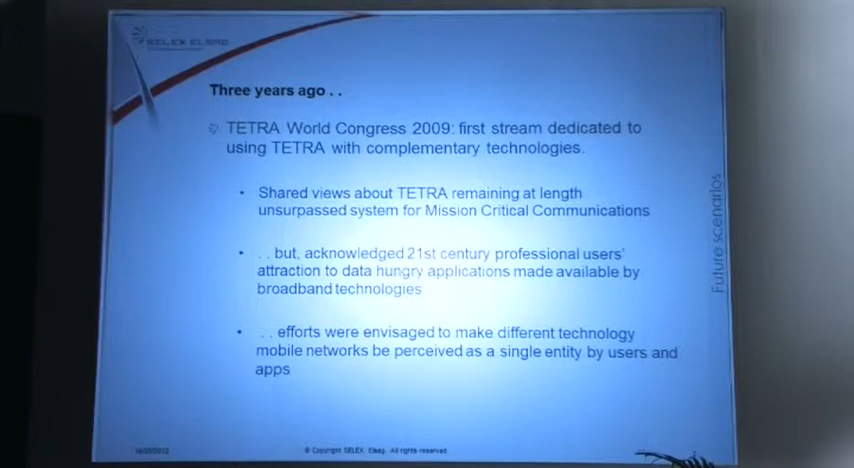 SELEX ELSAG
Three years ago . .
TETRA World Congress 2009: first stream dedicated to
using TETRA with complementary technologies.
• Shared views about TETRA remaining at length
unsurpassed system for Mission Critical Communications
• . . but, acknowledged 21st century professional users'
attraction to data hungry applications made available by
broadband technologies
• . . efforts were envisaged to make different technology
mobile networks be perceived as a single entity by users and
apps
Future scenarios
© Copyright SELEX Elsag. All rights reserved